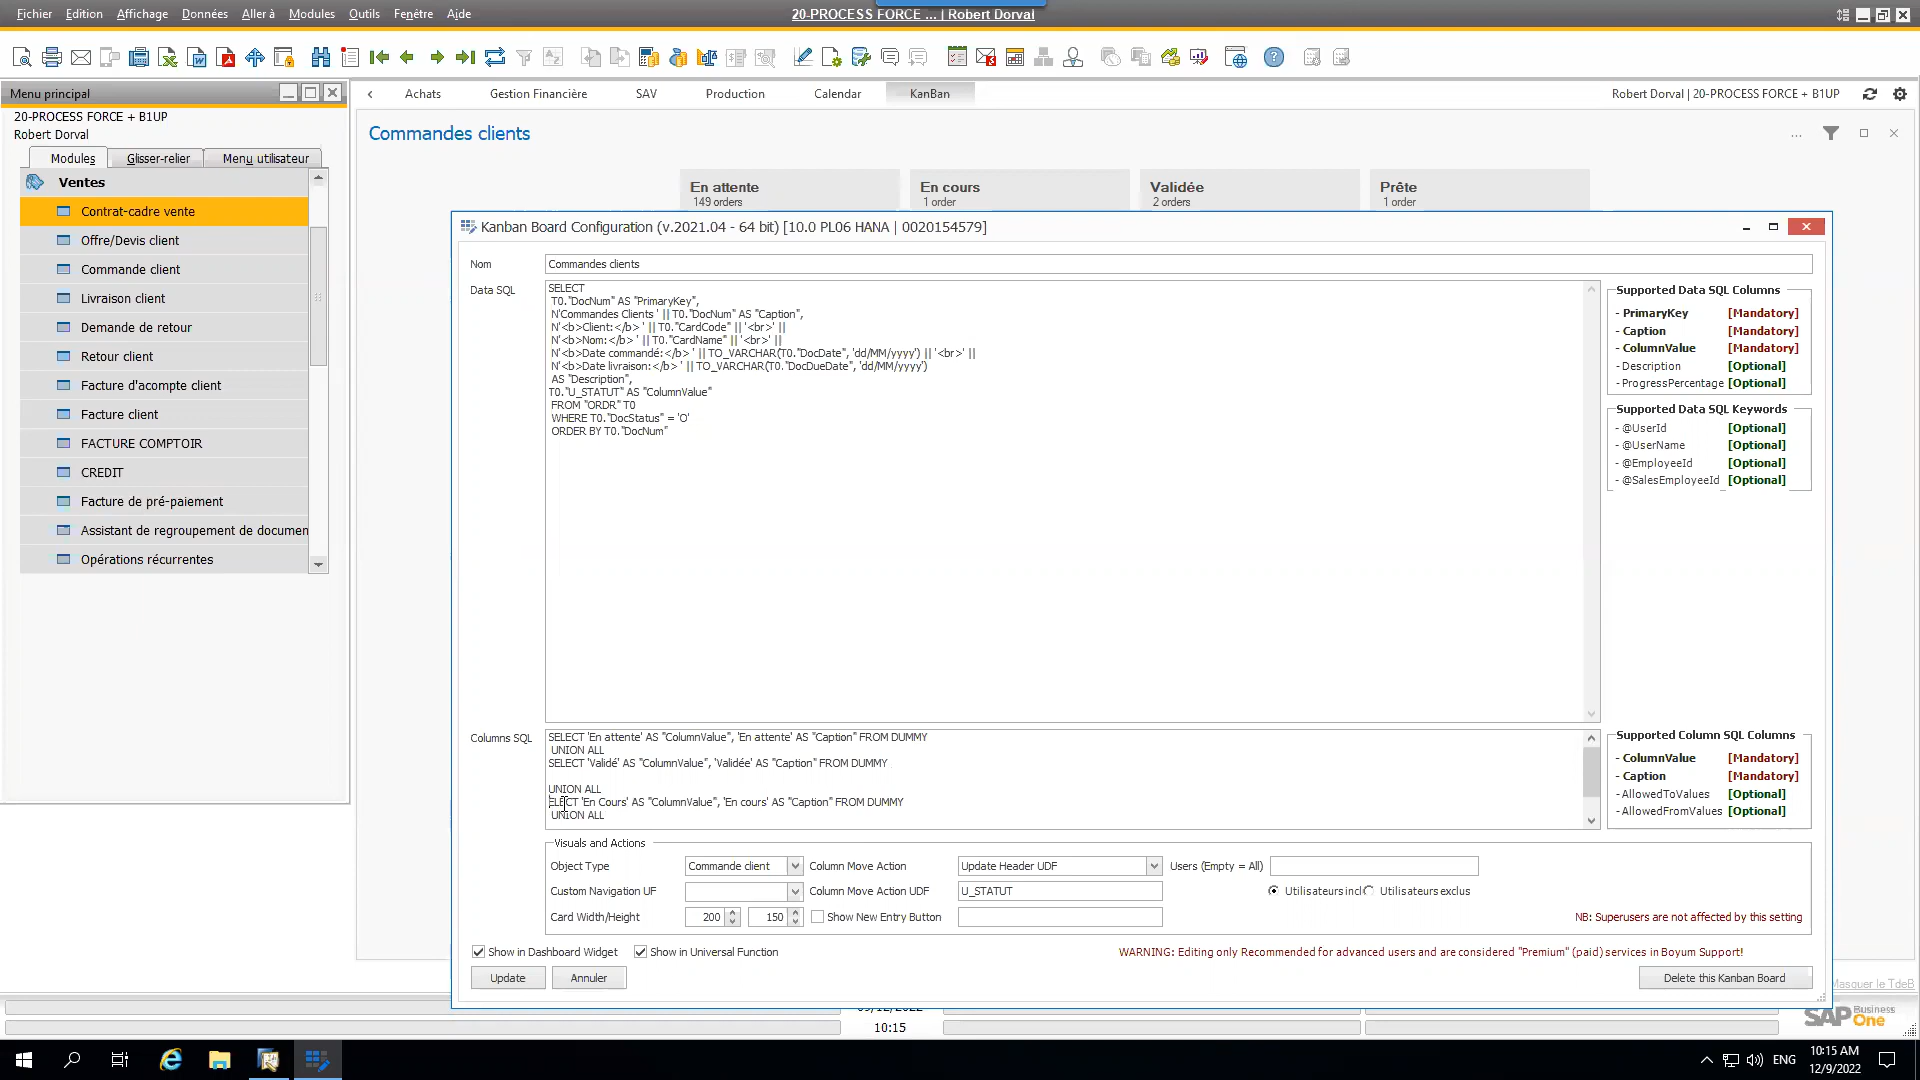 Fichier Edition Affichage Données Aller à Modules Outils Fenêtre Aide
20-PROCESS FORCE ... | Robert Dorval
Menu principal
20-PROCESS FORCE + B1UP
Robert Dorval
Modules Glisser-relier Menu utilisateur
Ventes
Contrat-cadre vente
Offre/Devis client
Commande client
Livraison client
Demande de retour
Retour client
Facture d'acompte client
Facture client
FACTURE COMPTOIR
CREDIT
Facture de pré-paiement
Assistant de regroupement de documen
Opérations récurrentes
Achats Gestion Financière SAV Production Calendar KanBan
Robert Dorval | 20-PROCESS FORCE + B1UP
Commandes clients
En attente
149 orders
En cours
1 order
Validée
2 orders
Prête
1 order
Kanban Board Configuration (v.2021.04 - 64 bit) [10.0 PL06 HANA | 0020154579]
Nom Commandes clients
Data SQL
SELECT
T0."DocNum" AS "PrimaryKey",
N'Commandes Clients ' || T0."DocNum" AS "Caption",
N'<b>Client:</b> ' || T0."CardCode" || '<br>' ||
N'<b>Nom:</b> ' || T0."CardName" || '<br>' ||
N'<b>Date commandé:</b> ' || TO_VARCHAR(T0."DocDate", 'dd/MM/yyyy') || '<br>' ||
N'<b>Date livraison:</b> ' || TO_VARCHAR(T0."DocDueDate", 'dd/MM/yyyy')
AS "Description",
T0."U_STATUT" AS "ColumnValue"
FROM "ORDR" T0
WHERE T0."DocStatus" = 'O'
ORDER BY T0."DocNum"
Supported Data SQL Columns
- PrimaryKey [Mandatory]
- Caption [Mandatory]
- ColumnValue [Mandatory]
- Description [Optional]
- ProgressPercentage [Optional]
Supported Data SQL Keywords
- @UserId [Optional]
- @UserName [Optional]
- @EmployeeId [Optional]
- @SalesEmployeeId [Optional]
Columns SQL
SELECT 'En attente' AS "ColumnValue", 'En attente' AS "Caption" FROM DUMMY
UNION ALL
SELECT 'Validé' AS "ColumnValue", 'Validée' AS "Caption" FROM DUMMY
UNION ALL
ELECT 'En Cours' AS "ColumnValue", 'En cours' AS "Caption" FROM DUMMY
UNION ALL
Supported Column SQL Columns
- ColumnValue [Mandatory]
- Caption [Mandatory]
- AllowedToValues [Optional]
- AllowedFromValues [Optional]
Visuals and Actions
Object Type Commande client Column Move Action Update Header UDF Users (Empty = All)
Custom Navigation UF Column Move Action UDF U_STATUT Utilisateurs incl Utilisateurs exclus
Card Width/Height 200 150 Show New Entry Button NB: Superusers are not affected by this setting
Show in Dashboard Widget Show in Universal Function WARNING: Editing only Recommended for advanced users and are considered "Premium" (paid) services in Boyum Support!
Update Annuler Delete this Kanban Board
Masquer le TdeB
09/12/2022
10:15
SAP Business One
ENG
10:15 AM
12/9/2022